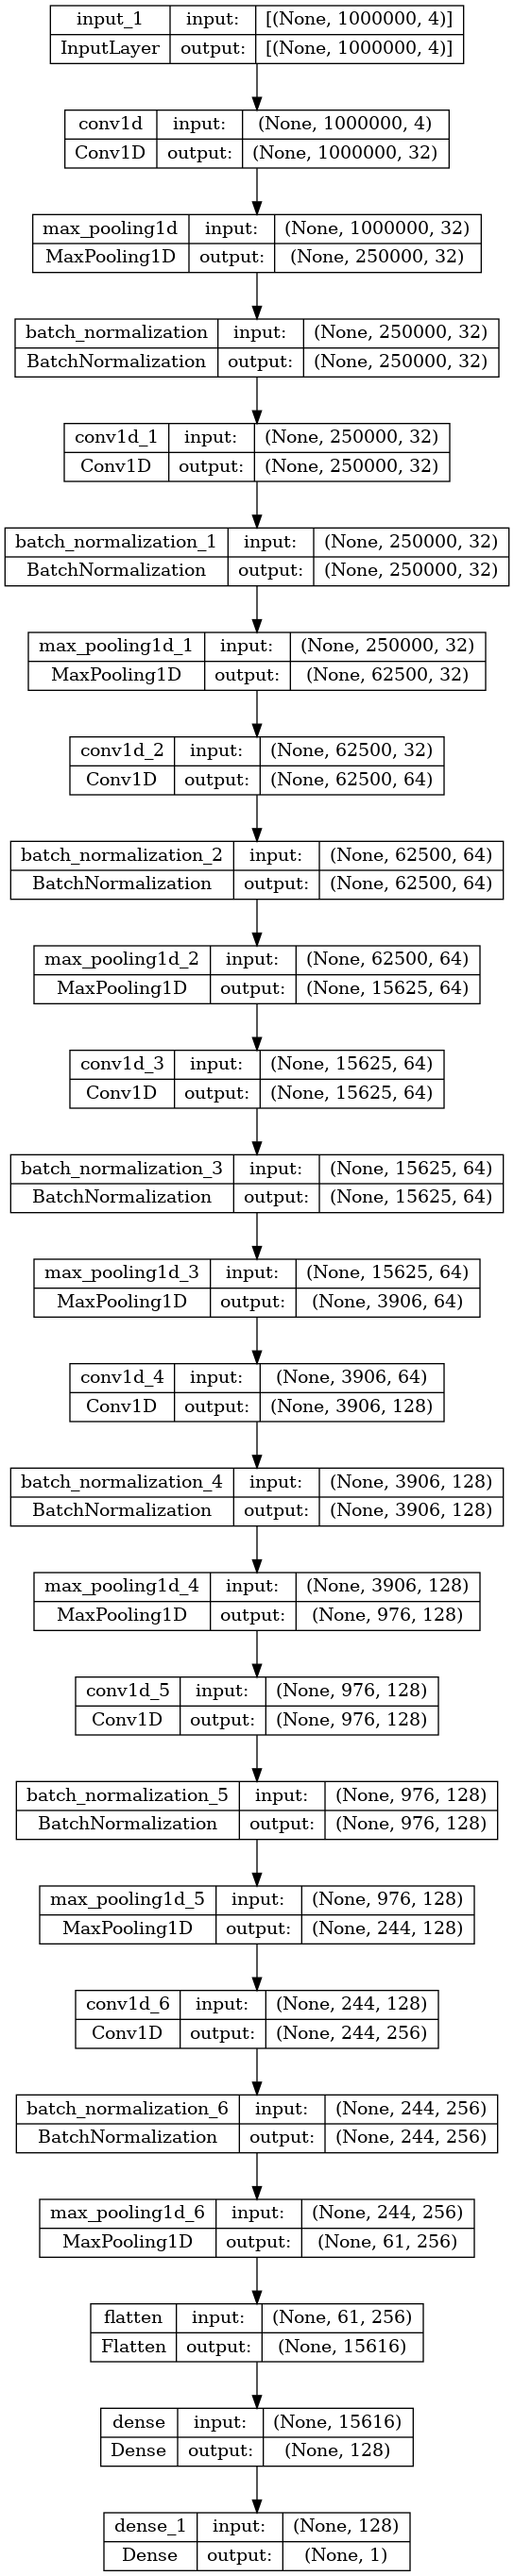 input_1 input: [(None, 1000000, 4)]
InputLayer output: [(None, 1000000, 4)]
conv1d input: (None, 1000000, 4)
Conv1D output: (None, 1000000, 32)
max_pooling1d input: (None, 1000000, 32)
MaxPooling1D output: (None, 250000, 32)
batch_normalization input: (None, 250000, 32)
BatchNormalization output: (None, 250000, 32)
conv1d_1 input: (None, 250000, 32)
Conv1D output: (None, 250000, 32)
batch_normalization_1 input: (None, 250000, 32)
BatchNormalization output: (None, 250000, 32)
max_pooling1d_1 input: (None, 250000, 32)
MaxPooling1D output: (None, 62500, 32)
conv1d_2 input: (None, 62500, 32)
Conv1D output: (None, 62500, 64)
batch_normalization_2 input: (None, 62500, 64)
BatchNormalization output: (None, 62500, 64)
max_pooling1d_2 input: (None, 62500, 64)
MaxPooling1D output: (None, 15625, 64)
conv1d_3 input: (None, 15625, 64)
Conv1D output: (None, 15625, 64)
batch_normalization_3 input: (None, 15625, 64)
BatchNormalization output: (None, 15625, 64)
max_pooling1d_3 input: (None, 15625, 64)
MaxPooling1D output: (None, 3906, 64)
conv1d_4 input: (None, 3906, 64)
Conv1D output: (None, 3906, 128)
batch_normalization_4 input: (None, 3906, 128)
BatchNormalization output: (None, 3906, 128)
max_pooling1d_4 input: (None, 3906, 128)
MaxPooling1D output: (None, 976, 128)
conv1d_5 input: (None, 976, 128)
Conv1D output: (None, 976, 128)
batch_normalization_5 input: (None, 976, 128)
BatchNormalization output: (None, 976, 128)
max_pooling1d_5 input: (None, 976, 128)
MaxPooling1D output: (None, 244, 128)
conv1d_6 input: (None, 244, 128)
Conv1D output: (None, 244, 256)
batch_normalization_6 input: (None, 244, 256)
BatchNormalization output: (None, 244, 256)
max_pooling1d_6 input: (None, 244, 256)
MaxPooling1D output: (None, 61, 256)
flatten input: (None, 61, 256)
Flatten output: (None, 15616)
dense input: (None, 15616)
Dense output: (None, 128)
dense_1 input: (None, 128)
Dense output: (None, 1)